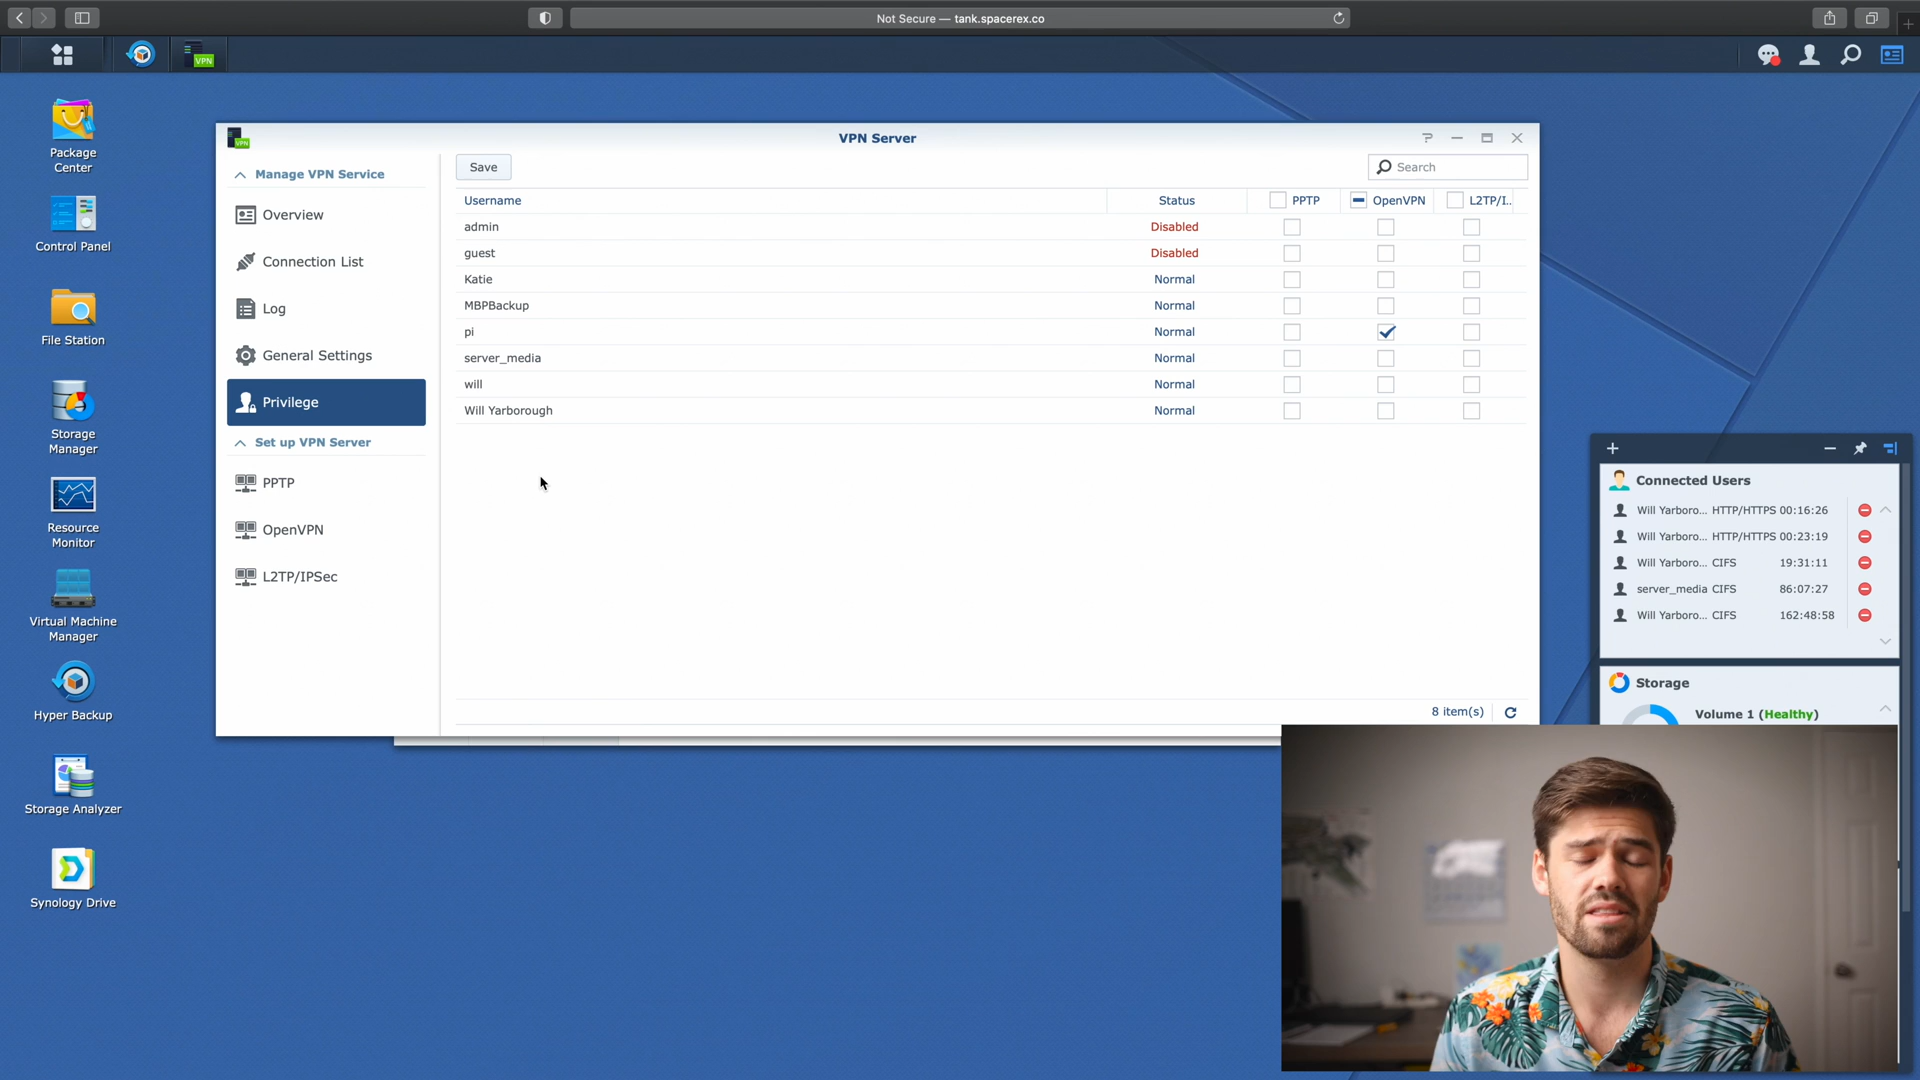 Not Secure — tank.spacerex.co
VPN
Package
Center
Control Panel
File Station
Storage
Manager
Resource
Monitor
Virtual Machine
Manager
Hyper Backup
Storage Analyzer
Synology Drive
VPN
VPN Server
Manage VPN Service
Overview
Connection List
Log
General Settings
Privilege
Set up VPN Server
PPTP
OpenVPN
L2TP/IPSec
Save
Search
Username Status PPTP OpenVPN L2TP/I..
admin Disabled
guest Disabled
Katie Normal
MBPBackup Normal
pi Normal
server_media Normal
will Normal
Will Yarborough Normal
8 item(s)
Connected Users
Will Yarboro... HTTP/HTTPS 00:16:26
Will Yarboro... HTTP/HTTPS 00:23:19
Will Yarboro... CIFS 19:31:11
server_media CIFS 86:07:27
Will Yarboro... CIFS 162:48:58
Storage
Volume 1 (Healthy)